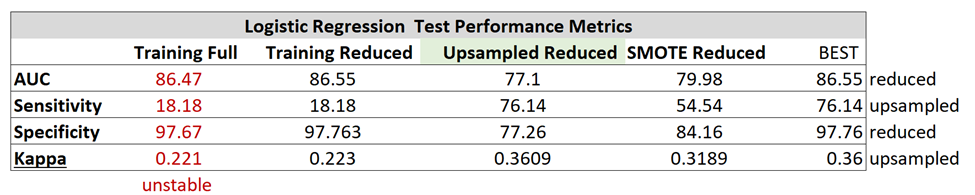 Logistic Regression Test Performance Metrics
Training Full Training Reduced Upsampled Reduced SMOTE Reduced BEST
AUC 86.47 86.55 77.1 79.98 86.55 reduced
Sensitivity 18.18 18.18 76.14 54.54 76.14 upsampled
Specificity 97.67 97.763 77.26 84.16 97.76 reduced
Kappa 0.221 0.223 0.3609 0.3189 0.36 upsampled
unstable